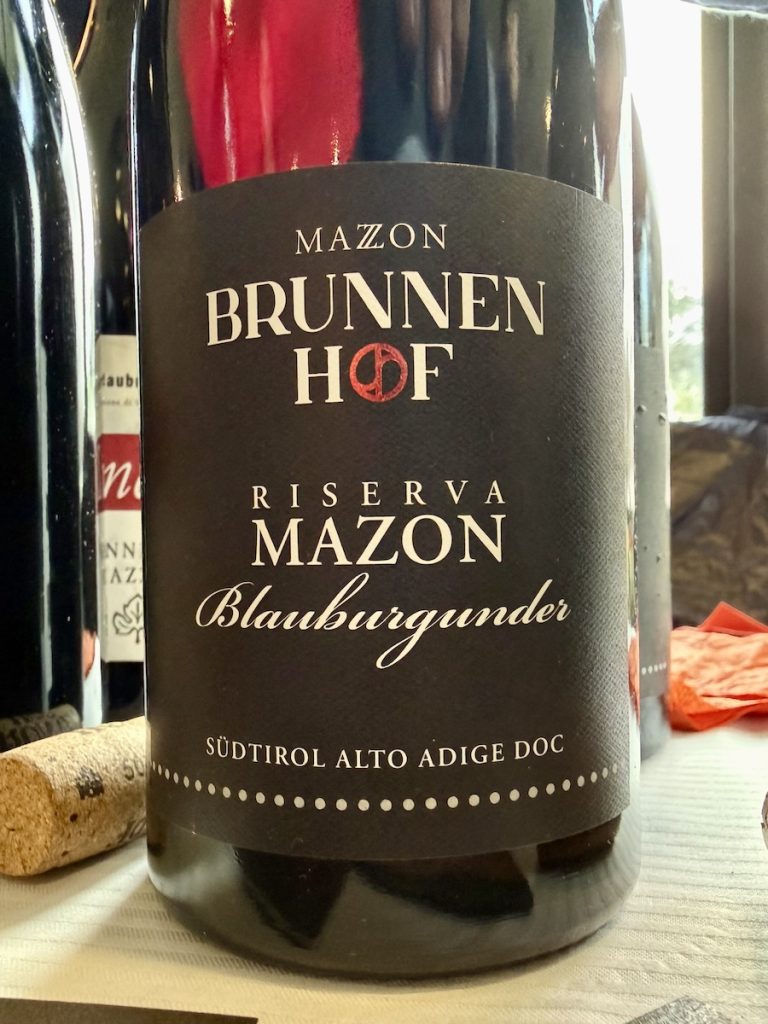 MAZZON
BRUNNEN
HOF
RISERVA
MAZON
Blauburgunder
SÜDTIROL ALTO ADIGE DOC